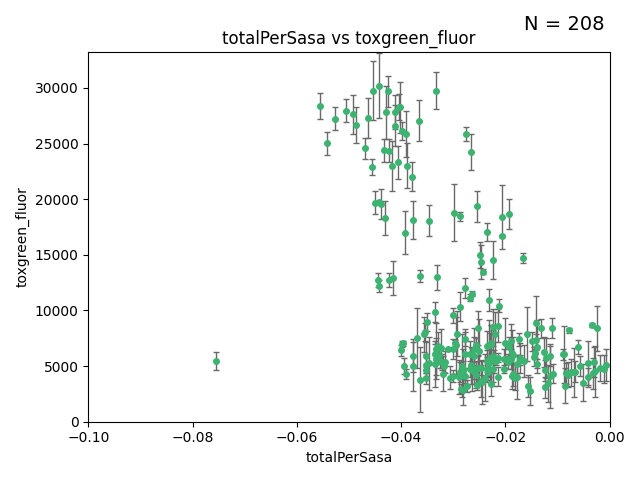 N = 208
totalPerSasa vs toxgreen_fluor
30000
25000
20000
15000
10000
5000
0
toxgreen_fluor
−0.10 −0.08 −0.06 −0.04 −0.02 0.00
totalPerSasa